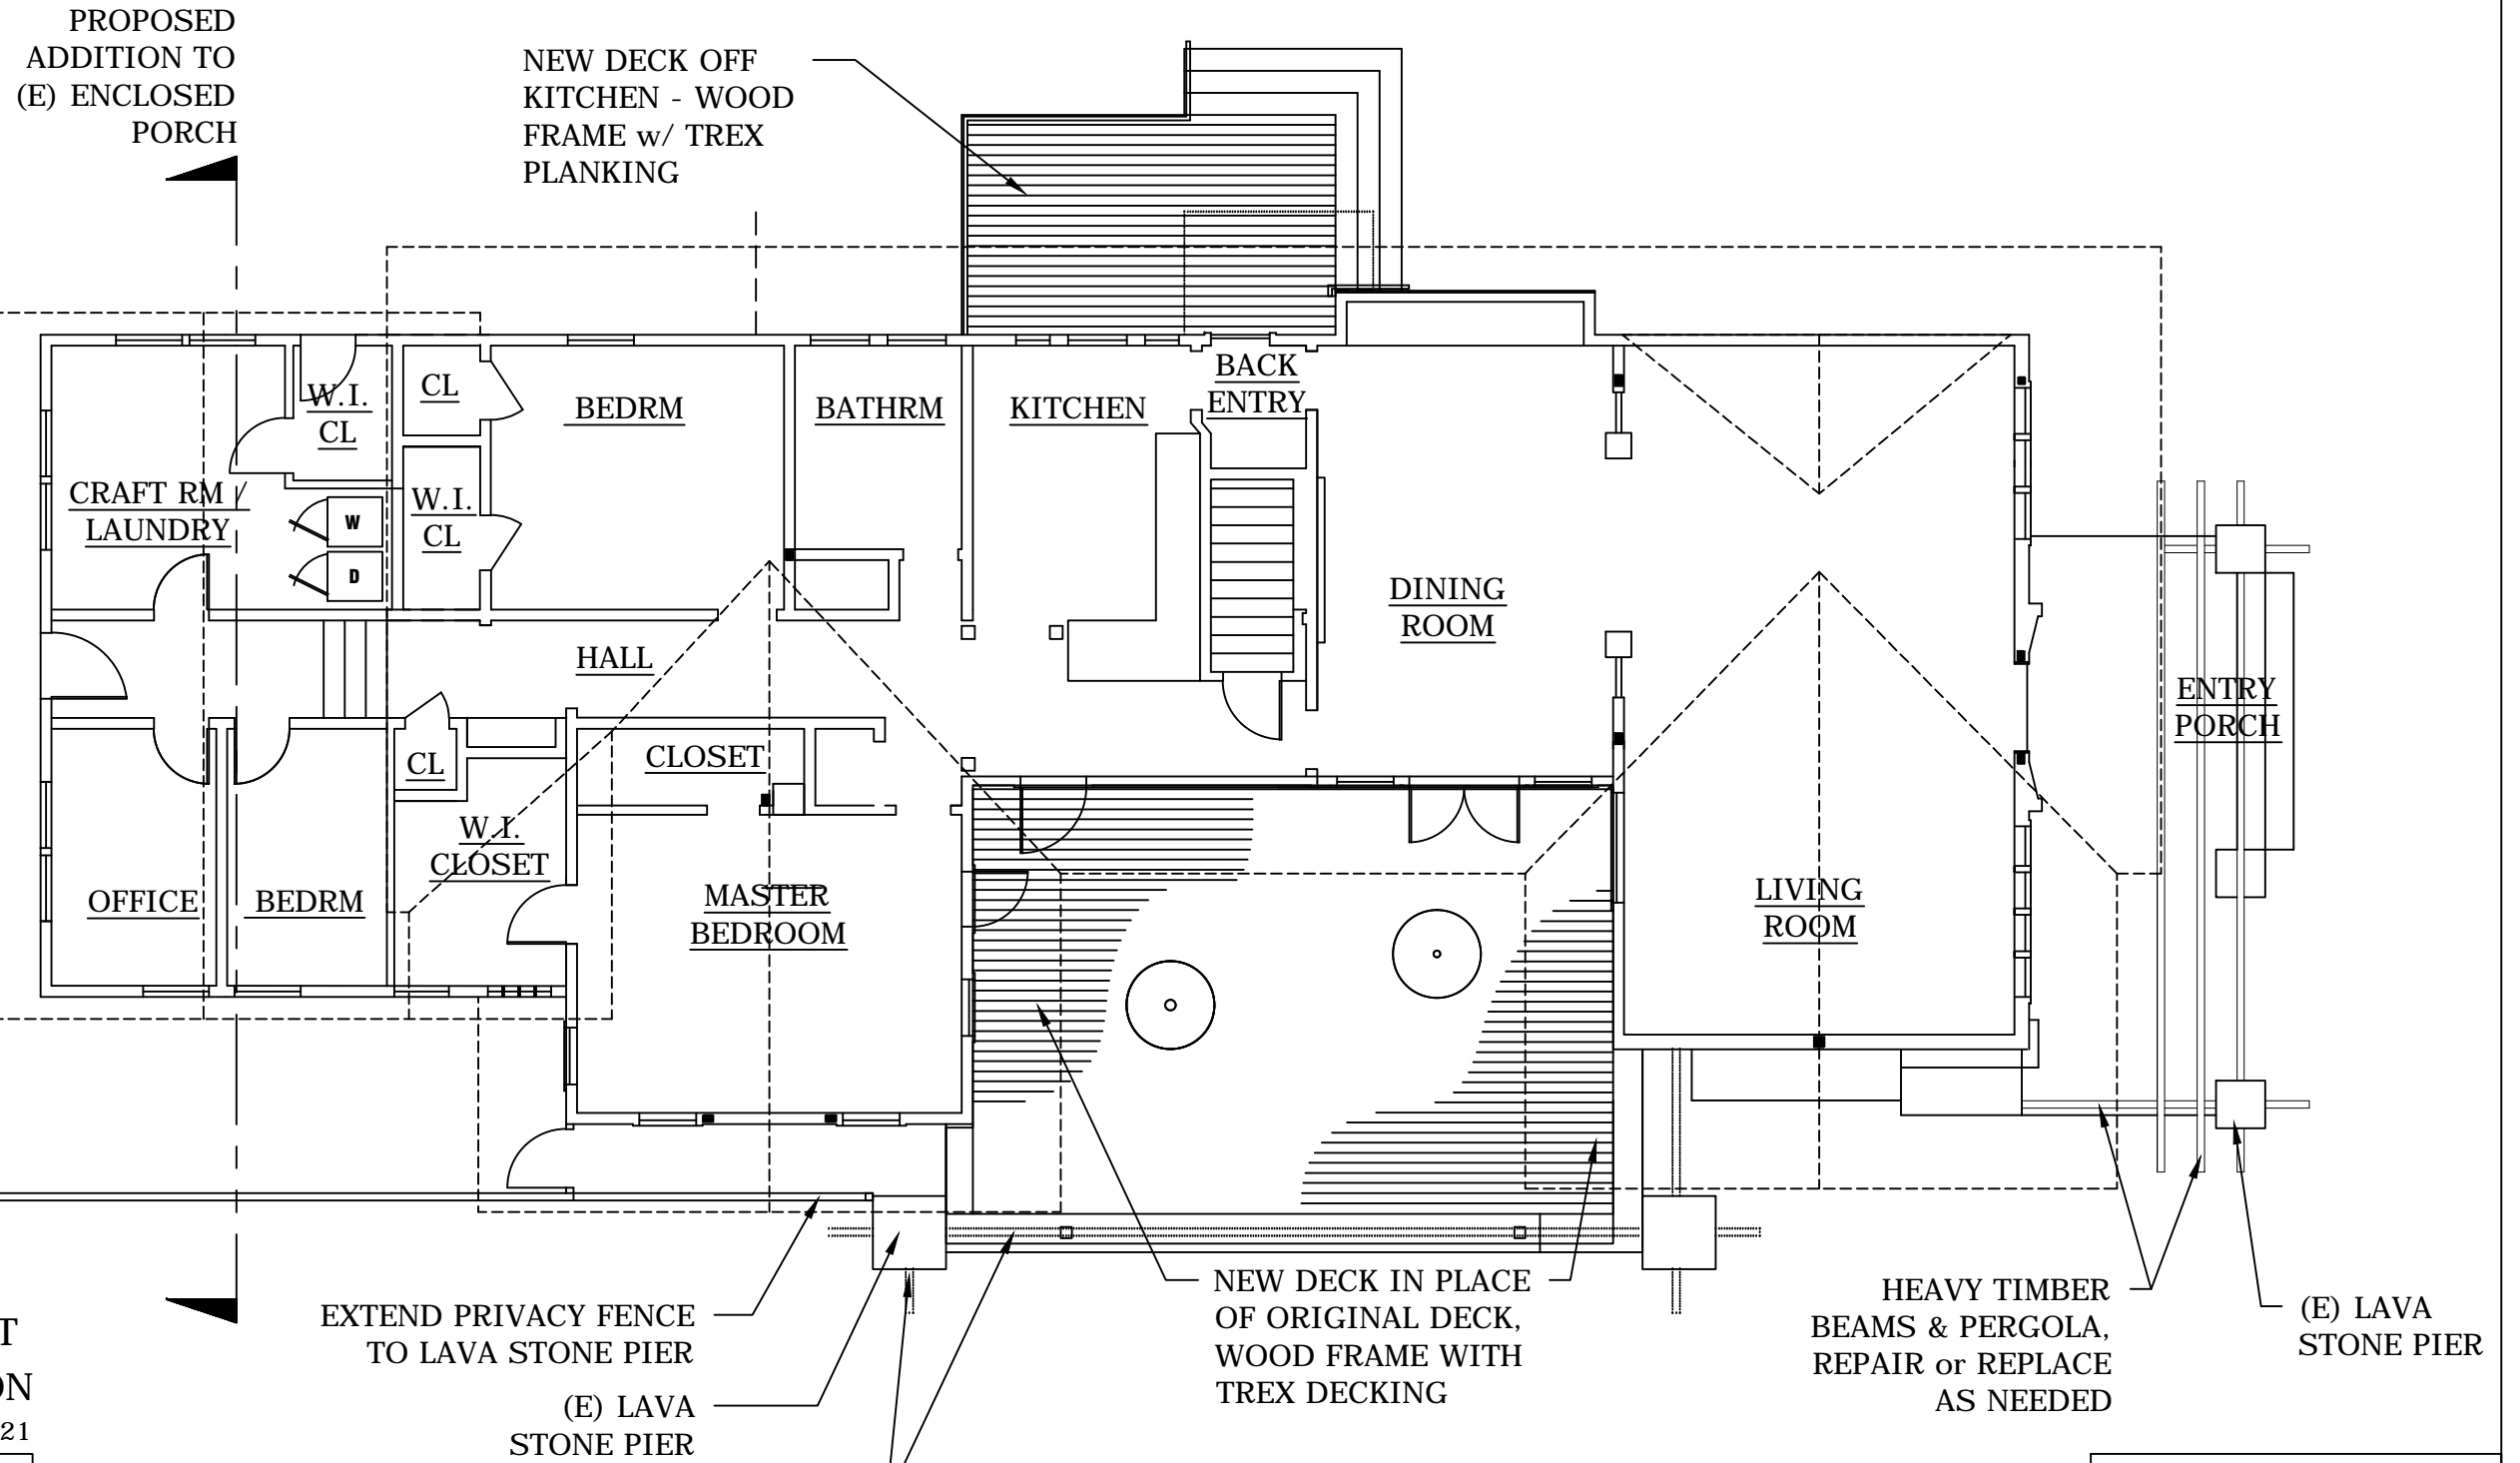 PROPOSED
ADDITION TO
(E) ENCLOSED
PORCH
NEW DECK OFF
KITCHEN - WOOD
FRAME w/ TREX
PLANKING
W.I.
CL
CL
BEDRM
BATHRM
KITCHEN
BACK
ENTRY
CRAFT RM /
LAUNDRY
W
D
W.I.
CL
DINING
ROOM
HALL
ENTRY
PORCH
CL
CLOSET
W.I.
CLOSET
OFFICE
BEDRM
MASTER
BEDROOM
LIVING
ROOM
EXTEND PRIVACY FENCE
TO LAVA STONE PIER
(E) LAVA
STONE PIER
NEW DECK IN PLACE
OF ORIGINAL DECK,
WOOD FRAME WITH
TREX DECKING
HEAVY TIMBER
BEAMS & PERGOLA,
REPAIR or REPLACE
AS NEEDED
(E) LAVA
STONE PIER
T
ON
21